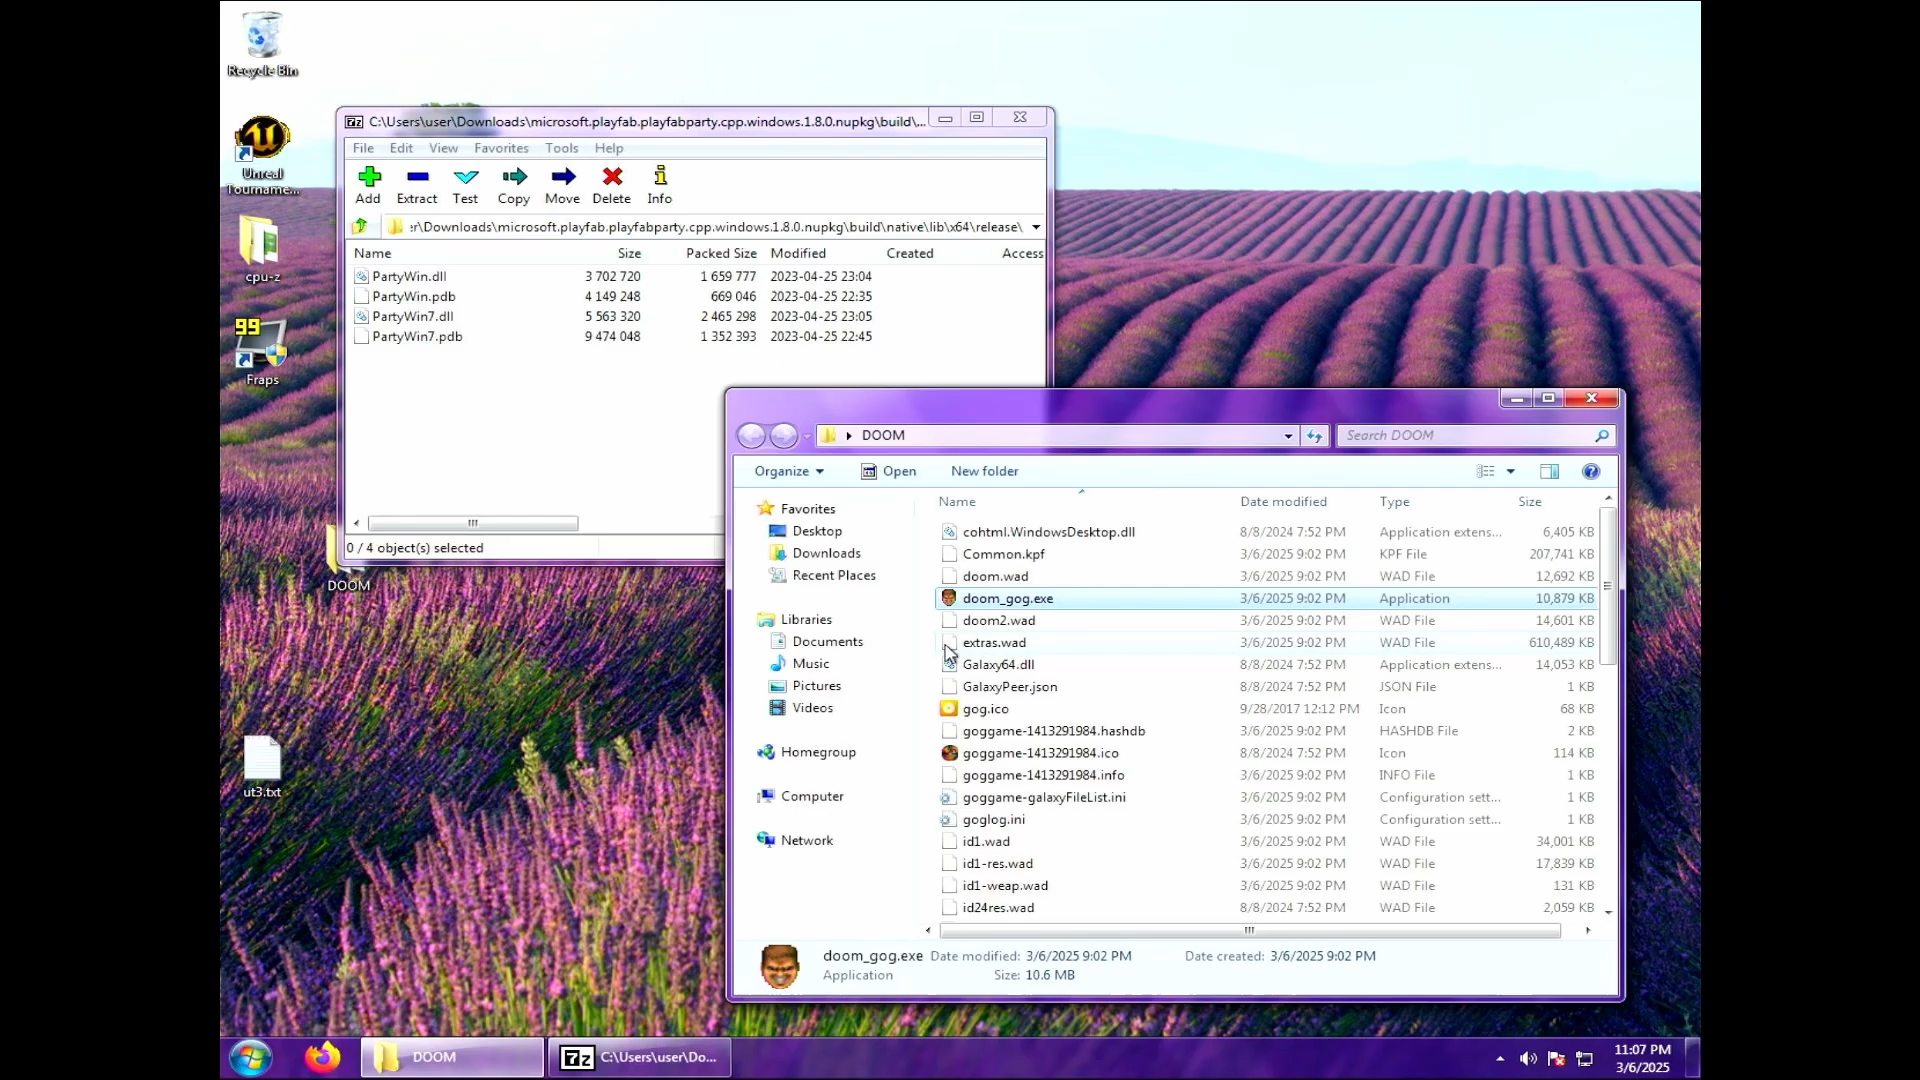 Recycle Bin
Unreal
Tourname...
cpu-z
Fraps
DOOM
ut3.txt
C:\Users\user\Downloads\microsoft.playfab.playfabparty.cpp.windows.1.8.0.nupkg\build\...
File Edit View Favorites Tools Help
Add Extract Test Copy Move Delete Info
er\Downloads\microsoft.playfab.playfabparty.cpp.windows.1.8.0.nupkg\build\native\lib\x64\release\
Name Size Packed Size Modified Created Access
PartyWin.dll 3 702 720 1 659 777 2023-04-25 23:04
PartyWin.pdb 4 149 248 669 046 2023-04-25 22:35
PartyWin7.dll 5 563 320 2 465 298 2023-04-25 23:05
PartyWin7.pdb 9 474 048 1 352 393 2023-04-25 22:45
0 / 4 object(s) selected
DOOM
Search DOOM
Organize Open New folder
Favorites
Desktop
Downloads
Recent Places
Libraries
Documents
Music
Pictures
Videos
Homegroup
Computer
Network
Name Date modified Type Size
cohtml.WindowsDesktop.dll 8/8/2024 7:52 PM Application extens... 6,405 KB
Common.kpf 3/6/2025 9:02 PM KPF File 207,741 KB
doom.wad 3/6/2025 9:02 PM WAD File 12,692 KB
doom_gog.exe 3/6/2025 9:02 PM Application 10,879 KB
doom2.wad 3/6/2025 9:02 PM WAD File 14,601 KB
extras.wad 3/6/2025 9:02 PM WAD File 610,489 KB
Galaxy64.dll 8/8/2024 7:52 PM Application extens... 14,053 KB
GalaxyPeer.json 8/8/2024 7:52 PM JSON File 1 KB
gog.ico 9/28/2017 12:12 PM Icon 68 KB
goggame-1413291984.hashdb 3/6/2025 9:02 PM HASHDB File 2 KB
goggame-1413291984.ico 8/8/2024 7:52 PM Icon 114 KB
goggame-1413291984.info 3/6/2025 9:02 PM INFO File 1 KB
goggame-galaxyFileList.ini 3/6/2025 9:02 PM Configuration sett... 1 KB
goglog.ini 3/6/2025 9:02 PM Configuration sett... 1 KB
id1.wad 3/6/2025 9:02 PM WAD File 34,001 KB
id1-res.wad 3/6/2025 9:02 PM WAD File 17,839 KB
id1-weap.wad 3/6/2025 9:02 PM WAD File 131 KB
id24res.wad 8/8/2024 7:52 PM WAD File 2,059 KB
doom_gog.exe Date modified: 3/6/2025 9:02 PM Date created: 3/6/2025 9:02 PM
Application Size: 10.6 MB
DOOM
C:\Users\user\Do...
11:07 PM
3/6/2025